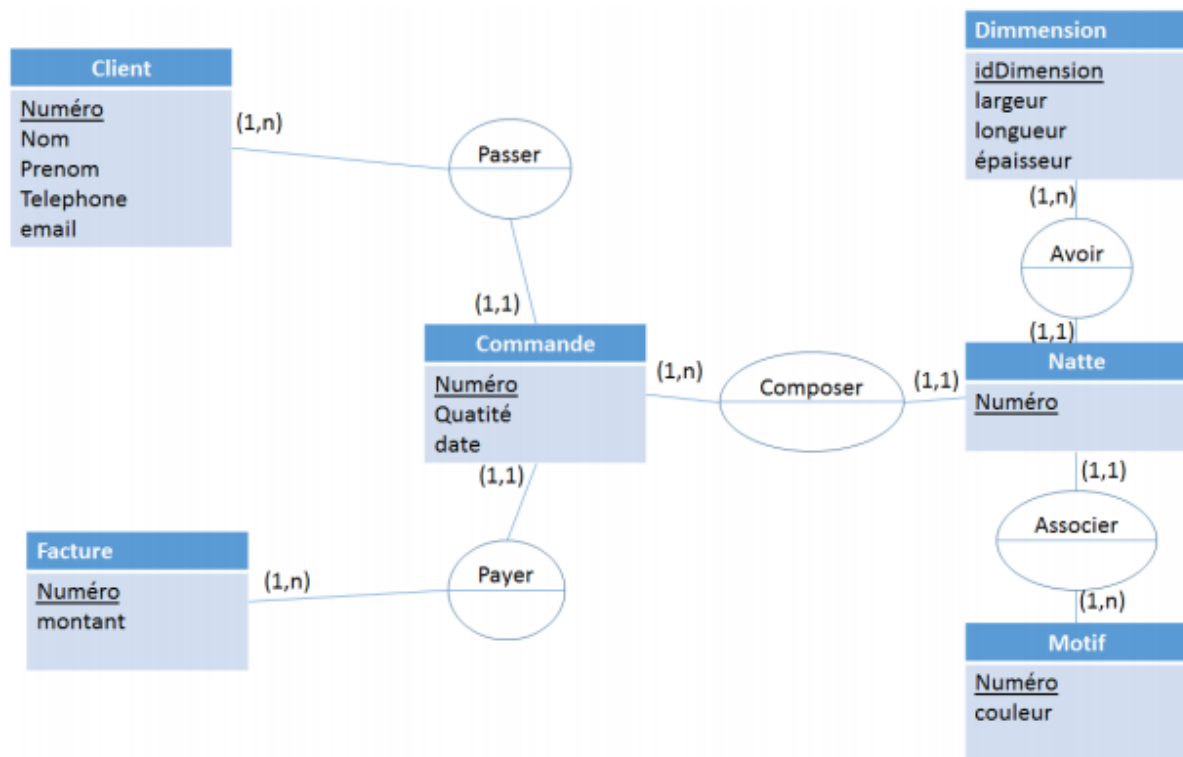 Client
Numéro
Nom
Prenom
Telephone
email
(1,n)
Passer
(1,1)
Dimmension
idDimension
largeur
longueur
épaisseur
(1,n)
Avoir
(1,1)
Commande
Numéro
Quatité
date
(1,n)
Composer
(1,1)
Natte
Numéro
(1,1)
Associer
(1,n)
Motif
Numéro
couleur
(1,1)
Payer
(1,n)
Facture
Numéro
montant